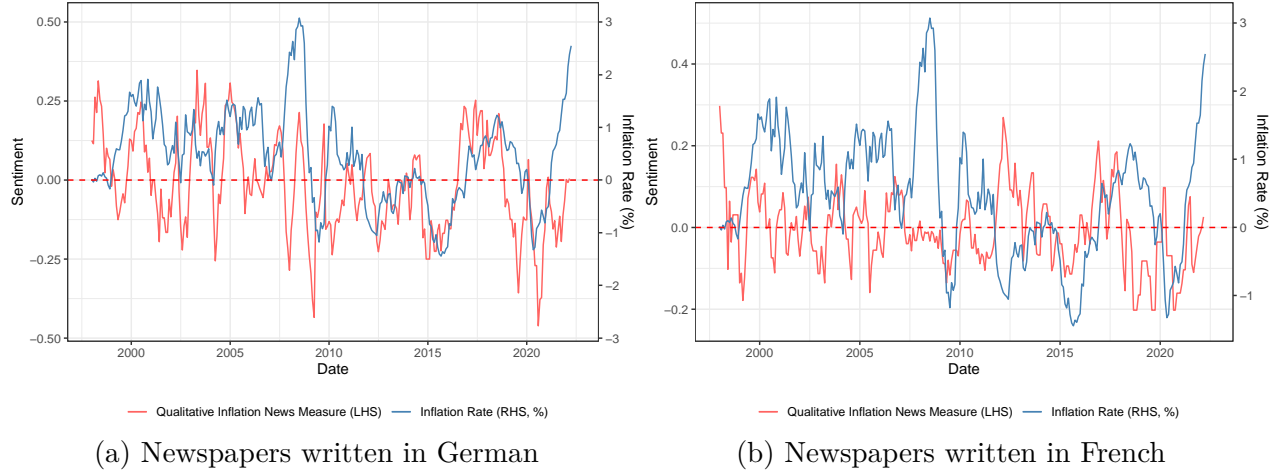 0.50
0.25
0.00
−0.25
−0.50
Sentiment
3
2
1
0
−1
−2
−3
Inflation Rate (%)
2000 2005 2010 2015 2020
Date
Qualitative Inflation News Measure (LHS) Inflation Rate (RHS, %)
(a) Newspapers written in German
0.4
0.2
0.0
−0.2
Sentiment
3
2
1
0
−1
Inflation Rate (%)
2000 2005 2010 2015 2020
Date
Qualitative Inflation News Measure (LHS) Inflation Rate (RHS, %)
(b) Newspapers written in French